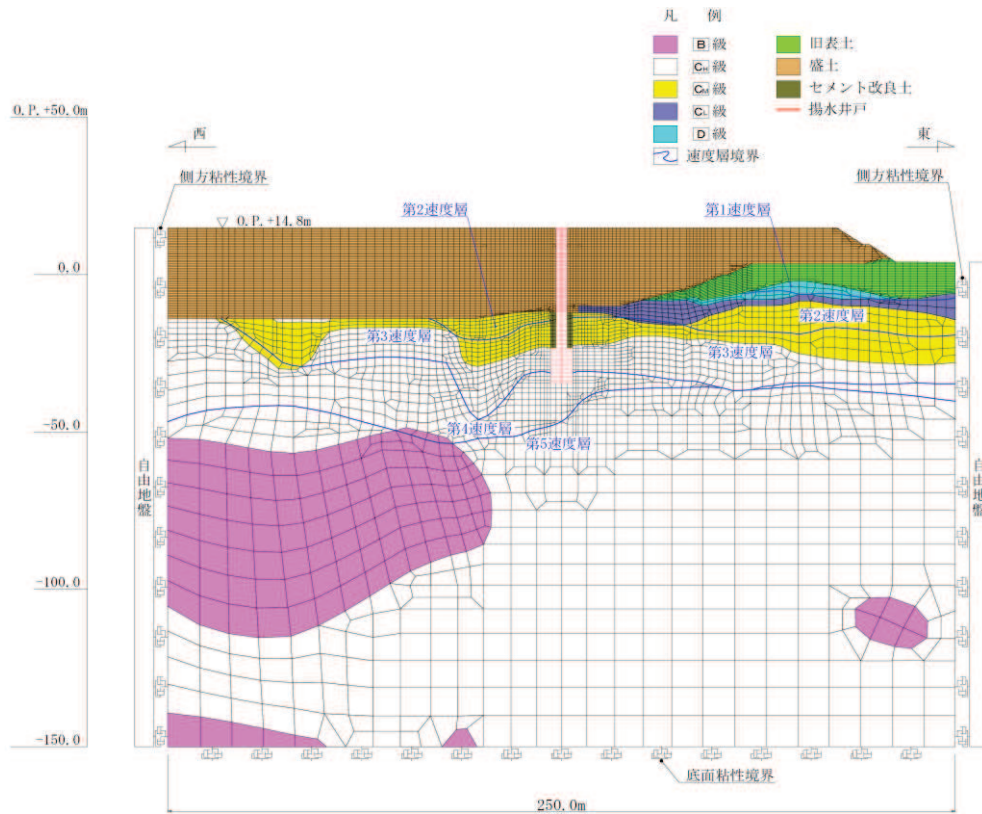 凡 例
B 級
CH 級
CM 級
CL 級
D 級
速度層境界
旧表土
盛土
セメント改良土
揚水井戸
O.P.+50.0m
西
東
側方粘性境界
側方粘性境界
O.P.+14.8m
第2速度層
第1速度層
0.0
第3速度層
第2速度層
第3速度層
-50.0
第4速度層
第5速度層
自由地盤
自由地盤
-100.0
-150.0
底面粘性境界
250.0m